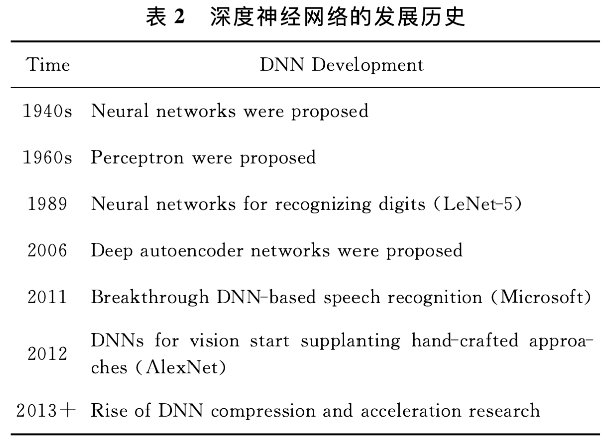 表 2 深度神经网络的发展历史
Time DNN Development
1940s Neural networks were proposed
1960s Perceptron were proposed
1989 Neural networks for recognizing digits (LeNet-5)
2006 Deep autoencoder networks were proposed
2011 Breakthrough DNN-based speech recognition (Microsoft)
2012 DNNs for vision start supplanting hand-crafted approa-
ches (AlexNet)
2013+ Rise of DNN compression and acceleration research